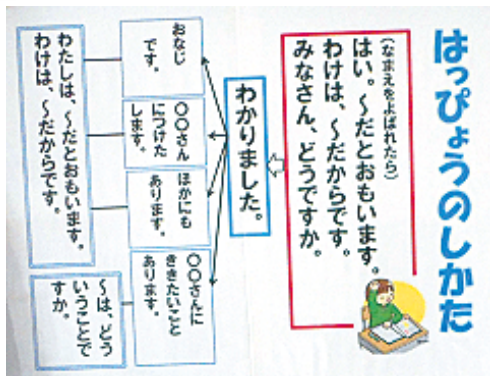 はっぴょうのしかた
(なまえをよばれたら)
はい。～だとおもいます。
わけは、～だからです。
みなさん、どうですか。
わかりました。
おなじ
です。
〇〇さん
につけた
します。
ほかにも
あります。
〇〇さんに
ききたいこと
あります。
わたしは、～だとおもいます。
わけは、～だからです。
～は、どう
いうことで
すか。